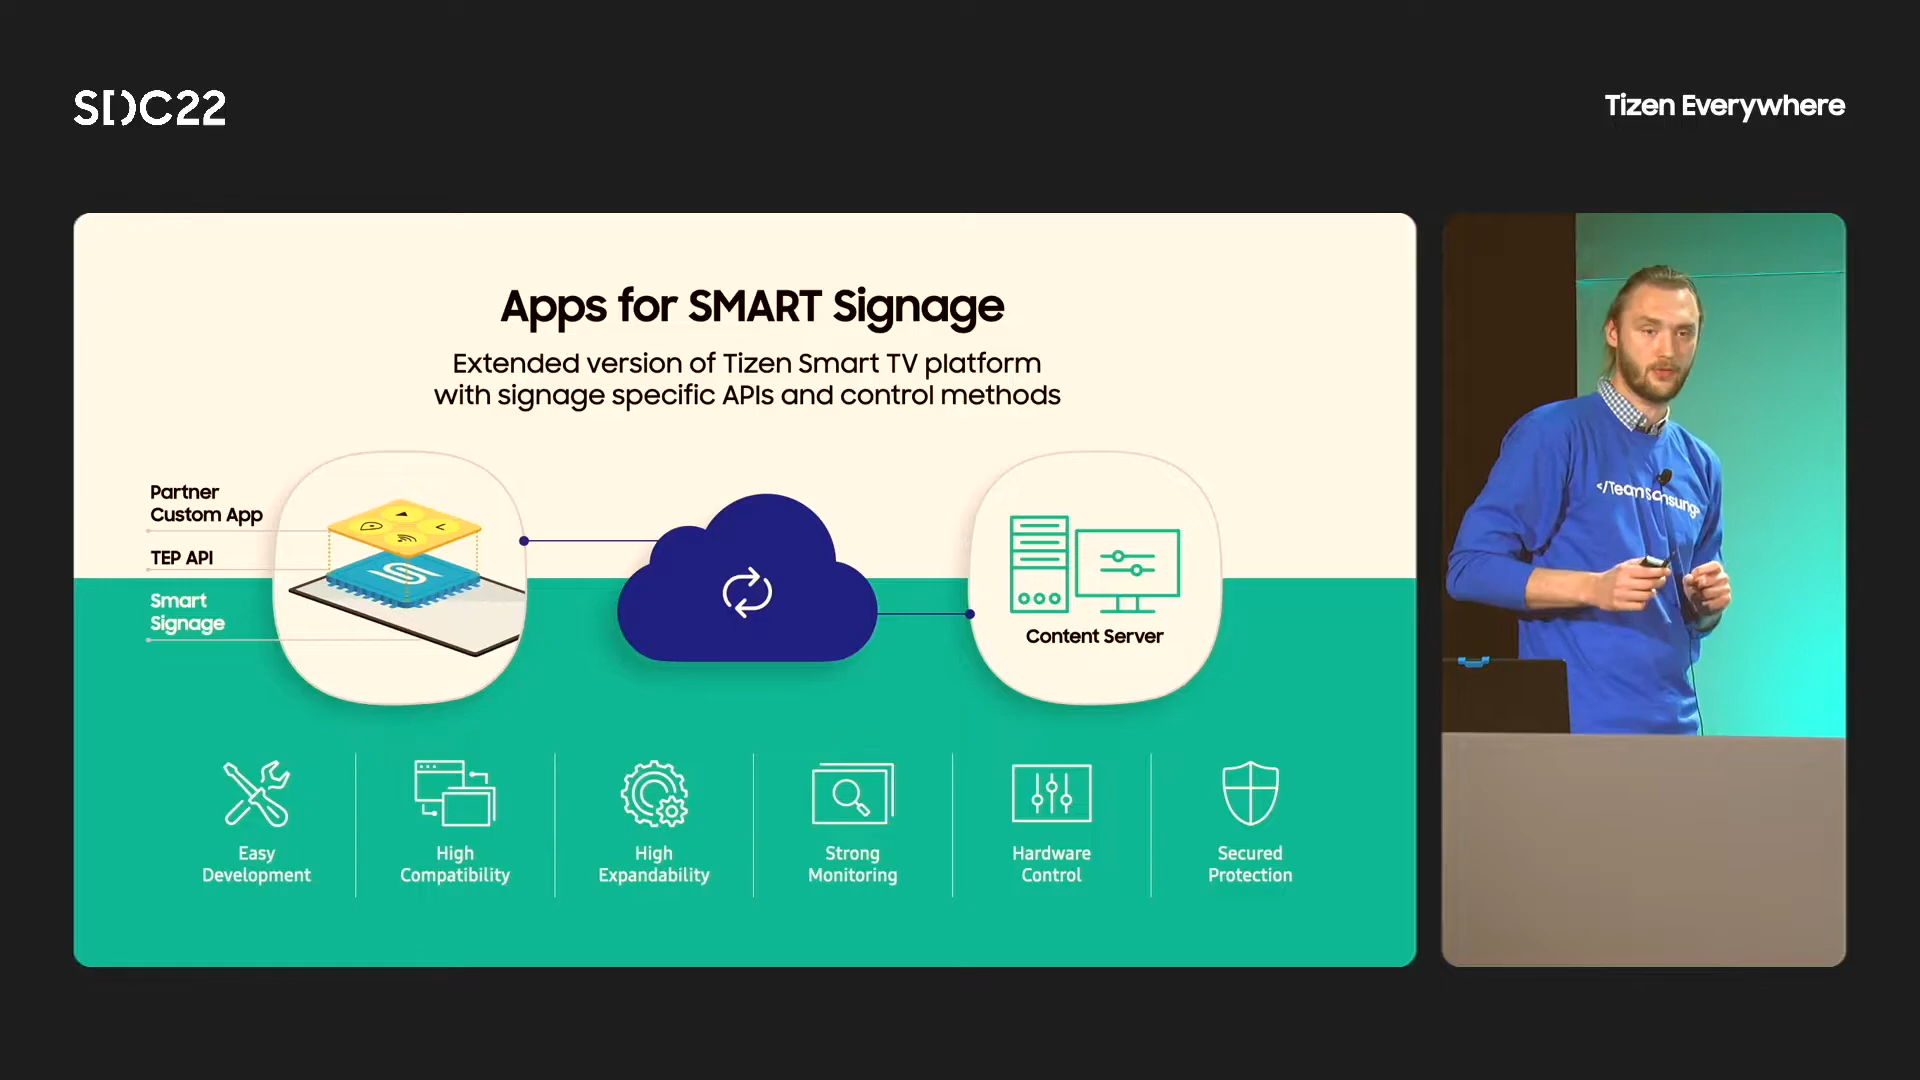 SDC22
Tizen Everywhere
Apps for SMART Signage
Extended version of Tizen Smart TV platform
with signage specific APIs and control methods
Partner
Custom App
TEP API
Smart
Signage
Content Server
Easy
Development
High
Compatibility
High
Expandability
Strong
Monitoring
Hardware
Control
Secured
Protection
</Team Samsung>